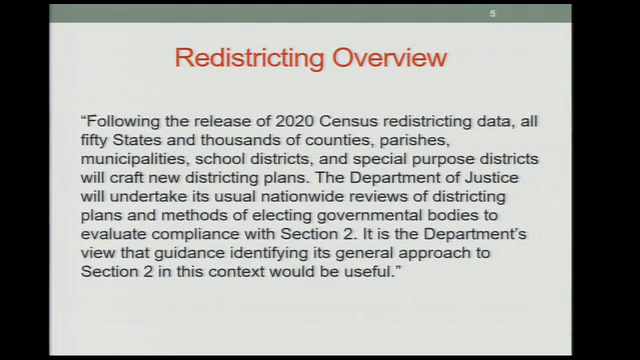 5
Redistricting Overview
“Following the release of 2020 Census redistricting data, all
fifty States and thousands of counties, parishes,
municipalities, school districts, and special purpose districts
will craft new districting plans. The Department of Justice
will undertake its usual nationwide reviews of districting
plans and methods of electing governmental bodies to
evaluate compliance with Section 2. It is the Department’s
view that guidance identifying its general approach to
Section 2 in this context would be useful.”